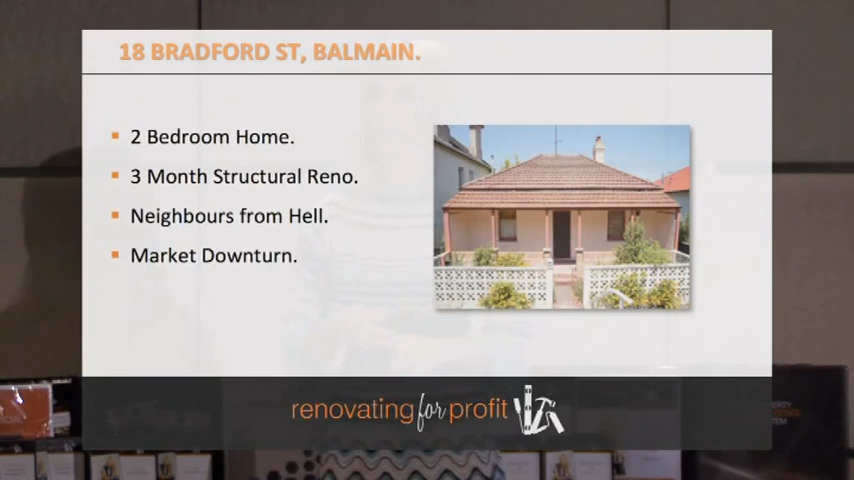 18 BRADFORD ST, BALMAIN.
2 Bedroom Home.
3 Month Structural Reno.
Neighbours from Hell.
Market Downturn.
renovating for profit